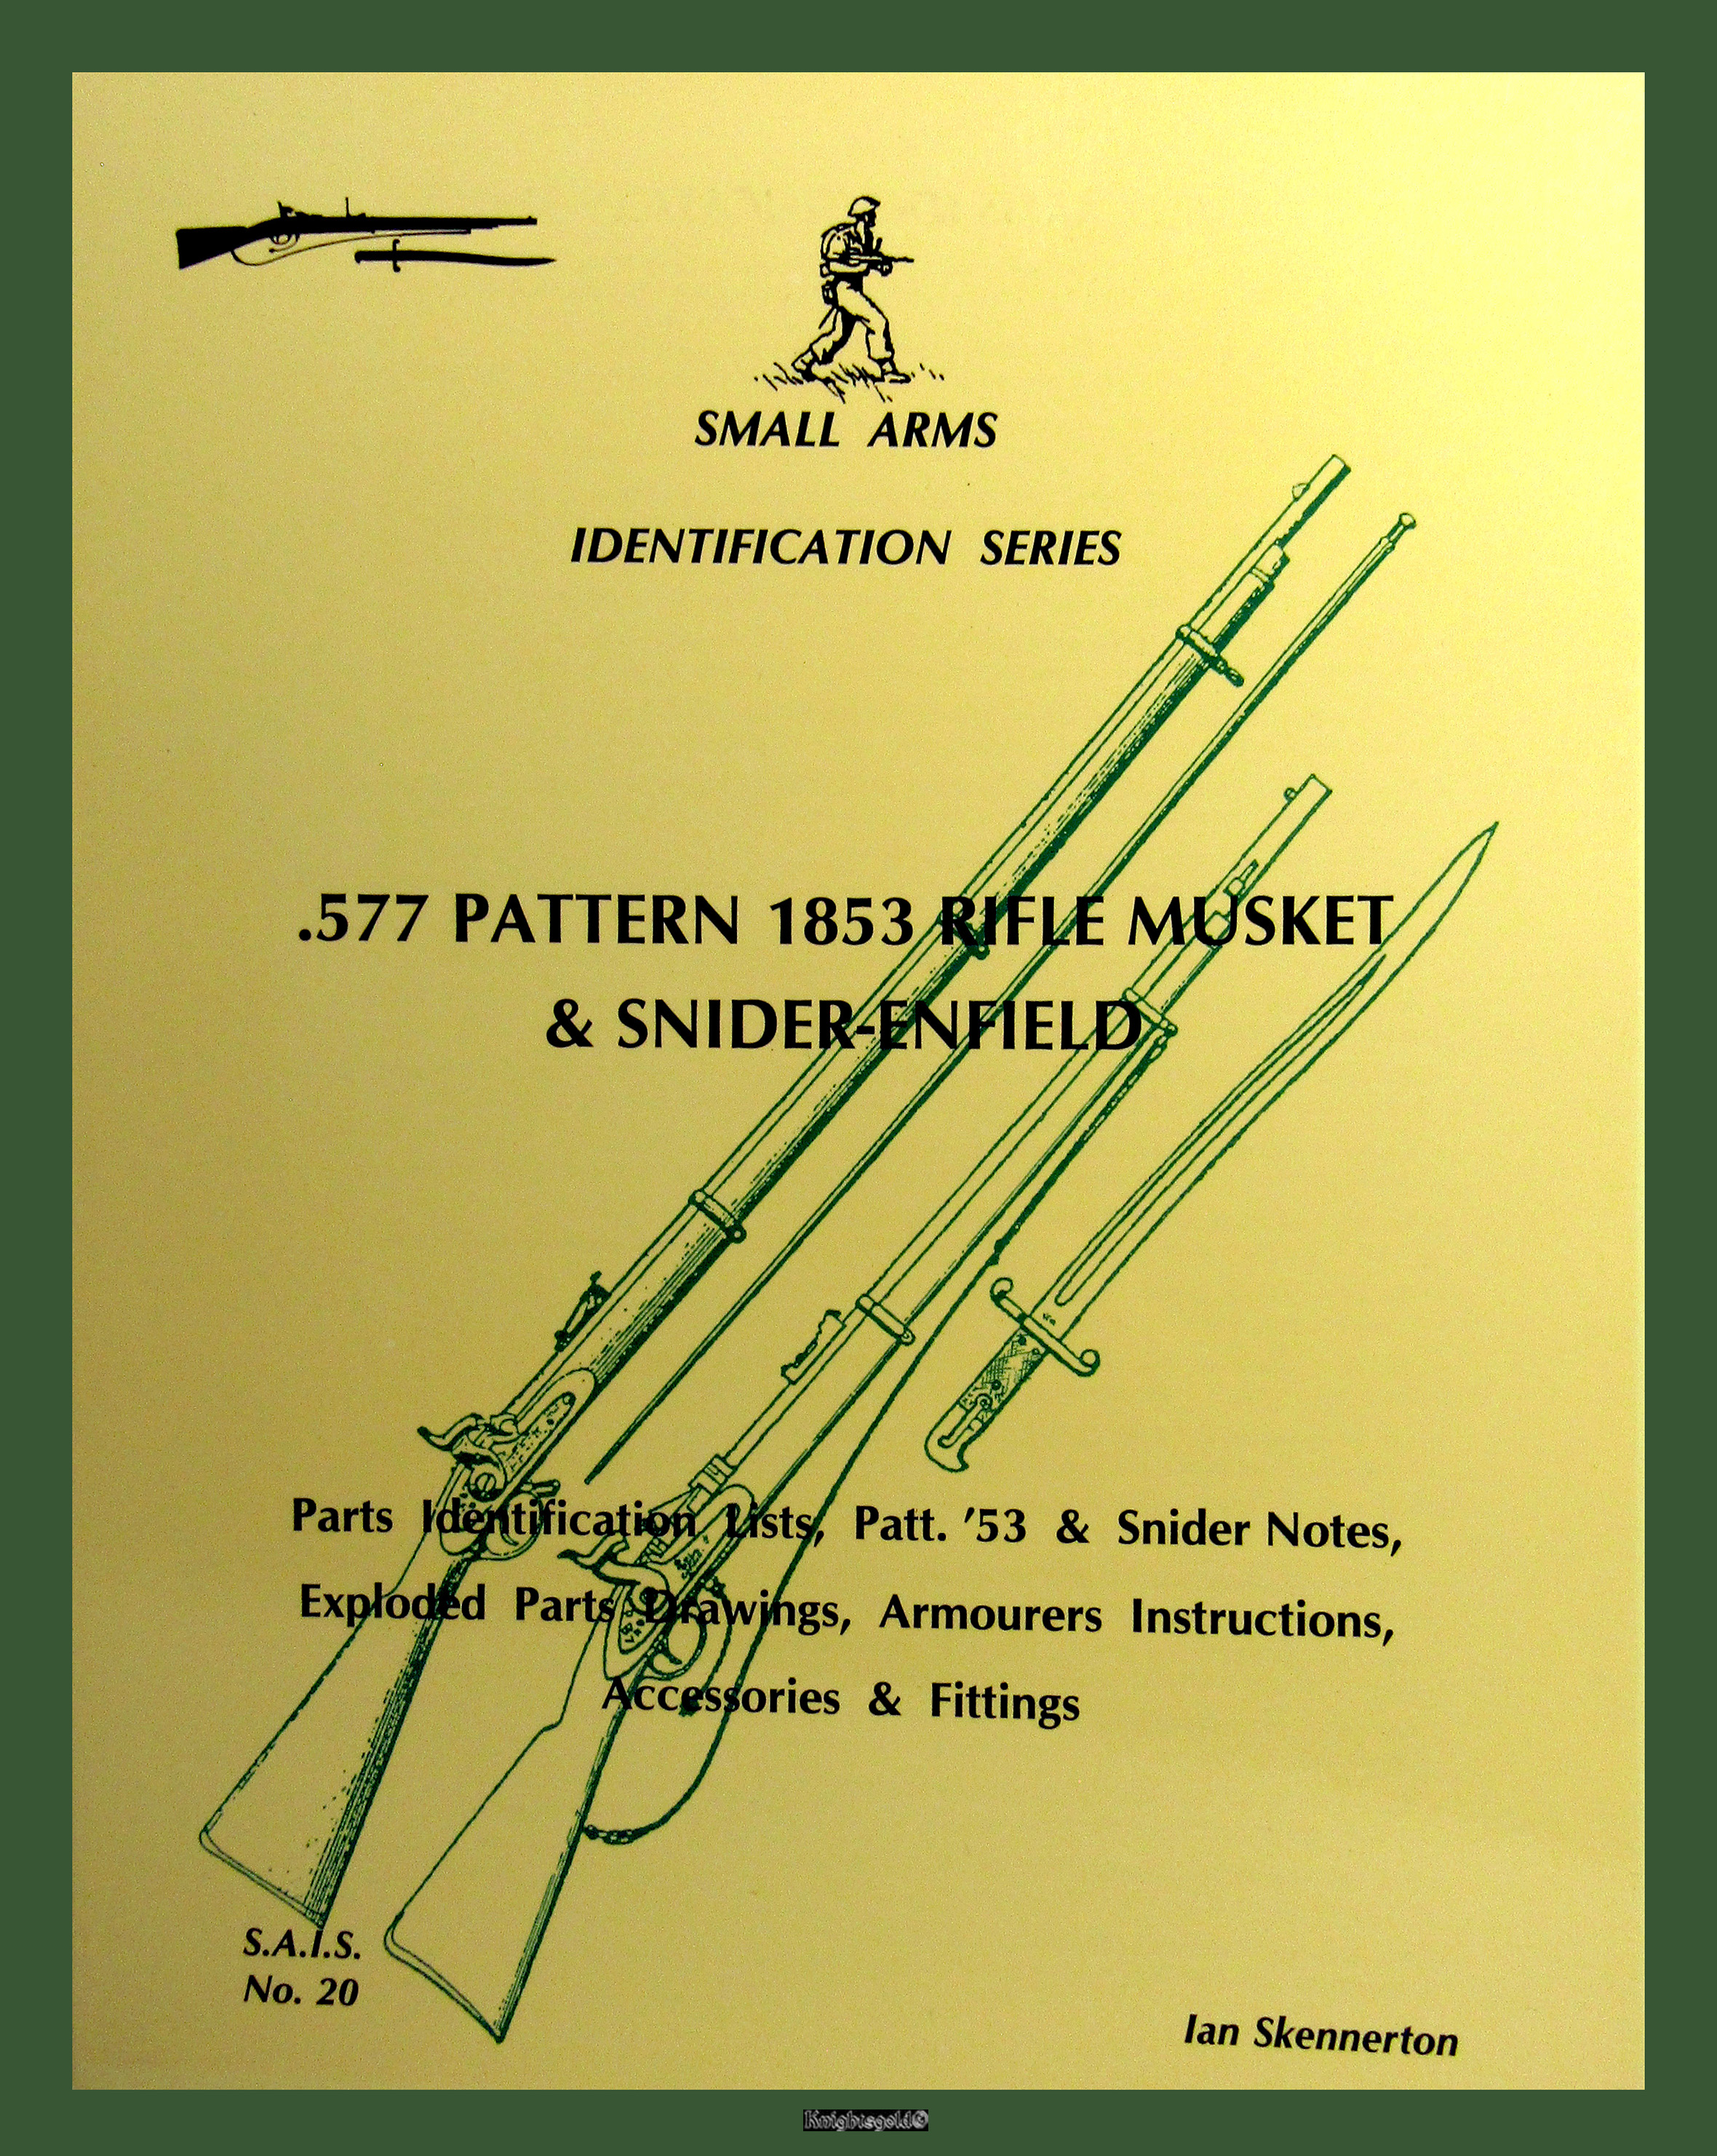 SMALL ARMS
IDENTIFICATION SERIES
.577 PATTERN 1853 RIFLE MUSKET
& SNIDER-ENFIELD
Parts Identification Lists, Patt. ’53 & Snider Notes,
Exploded Parts Drawings, Armourers Instructions,
Accessories & Fittings
S.A.I.S.
No. 20
Ian Skennerton
Knightsgold©